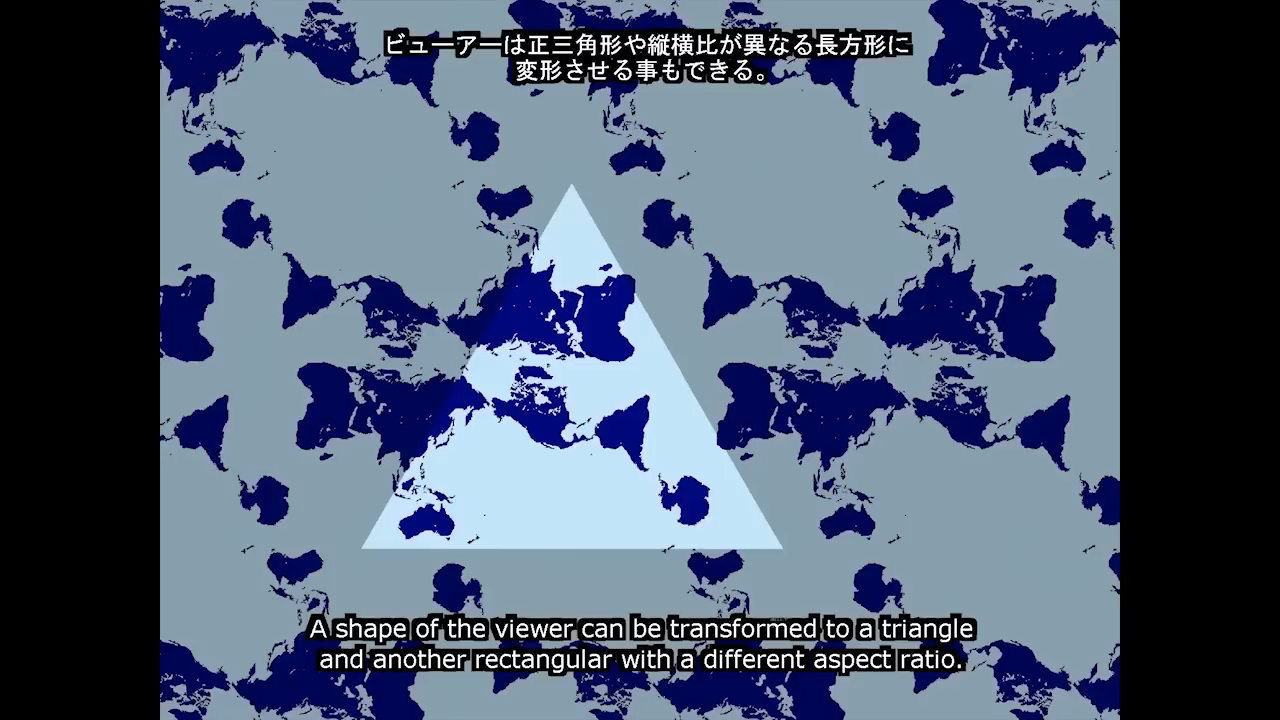 ビューアーは正三角形や縦横比が異なる長方形に
変形させる事もできる。
A shape of the viewer can be transformed to a triangle
and another rectangular with a different aspect ratio.